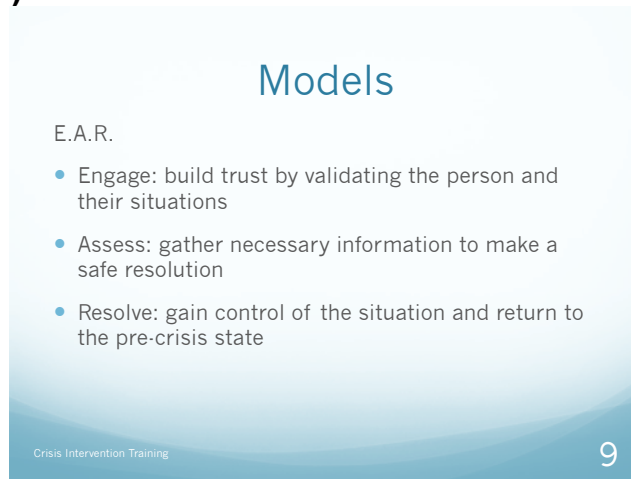 Models
E.A.R.
Engage: build trust by validating the person and
their situations
Assess: gather necessary information to make a
safe resolution
Resolve: gain control of the situation and return to
the pre-crisis state
Crisis Intervention Training
9